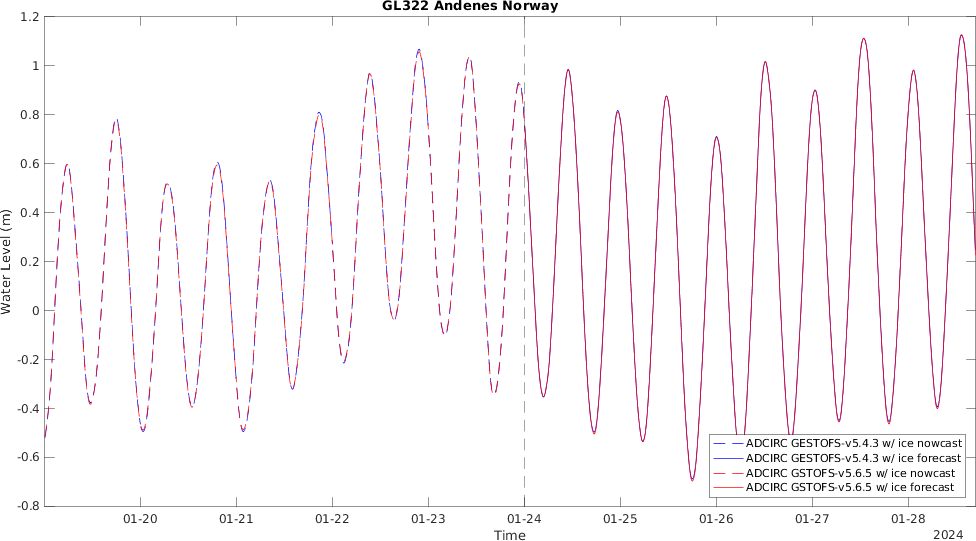 GL322 Andenes Norway
1.2
1
0.8
0.6
0.4
0.2
0
-0.2
-0.4
-0.6
-0.8
Water Level (m)
ADCIRC GESTOFS-v5.4.3 w/ ice nowcast
ADCIRC GESTOFS-v5.4.3 w/ ice forecast
ADCIRC GSTOFS-v5.6.5 w/ ice nowcast
ADCIRC GSTOFS-v5.6.5 w/ ice forecast
01-20 01-21 01-22 01-23 01-24 01-25 01-26 01-27 01-28
Time
2024